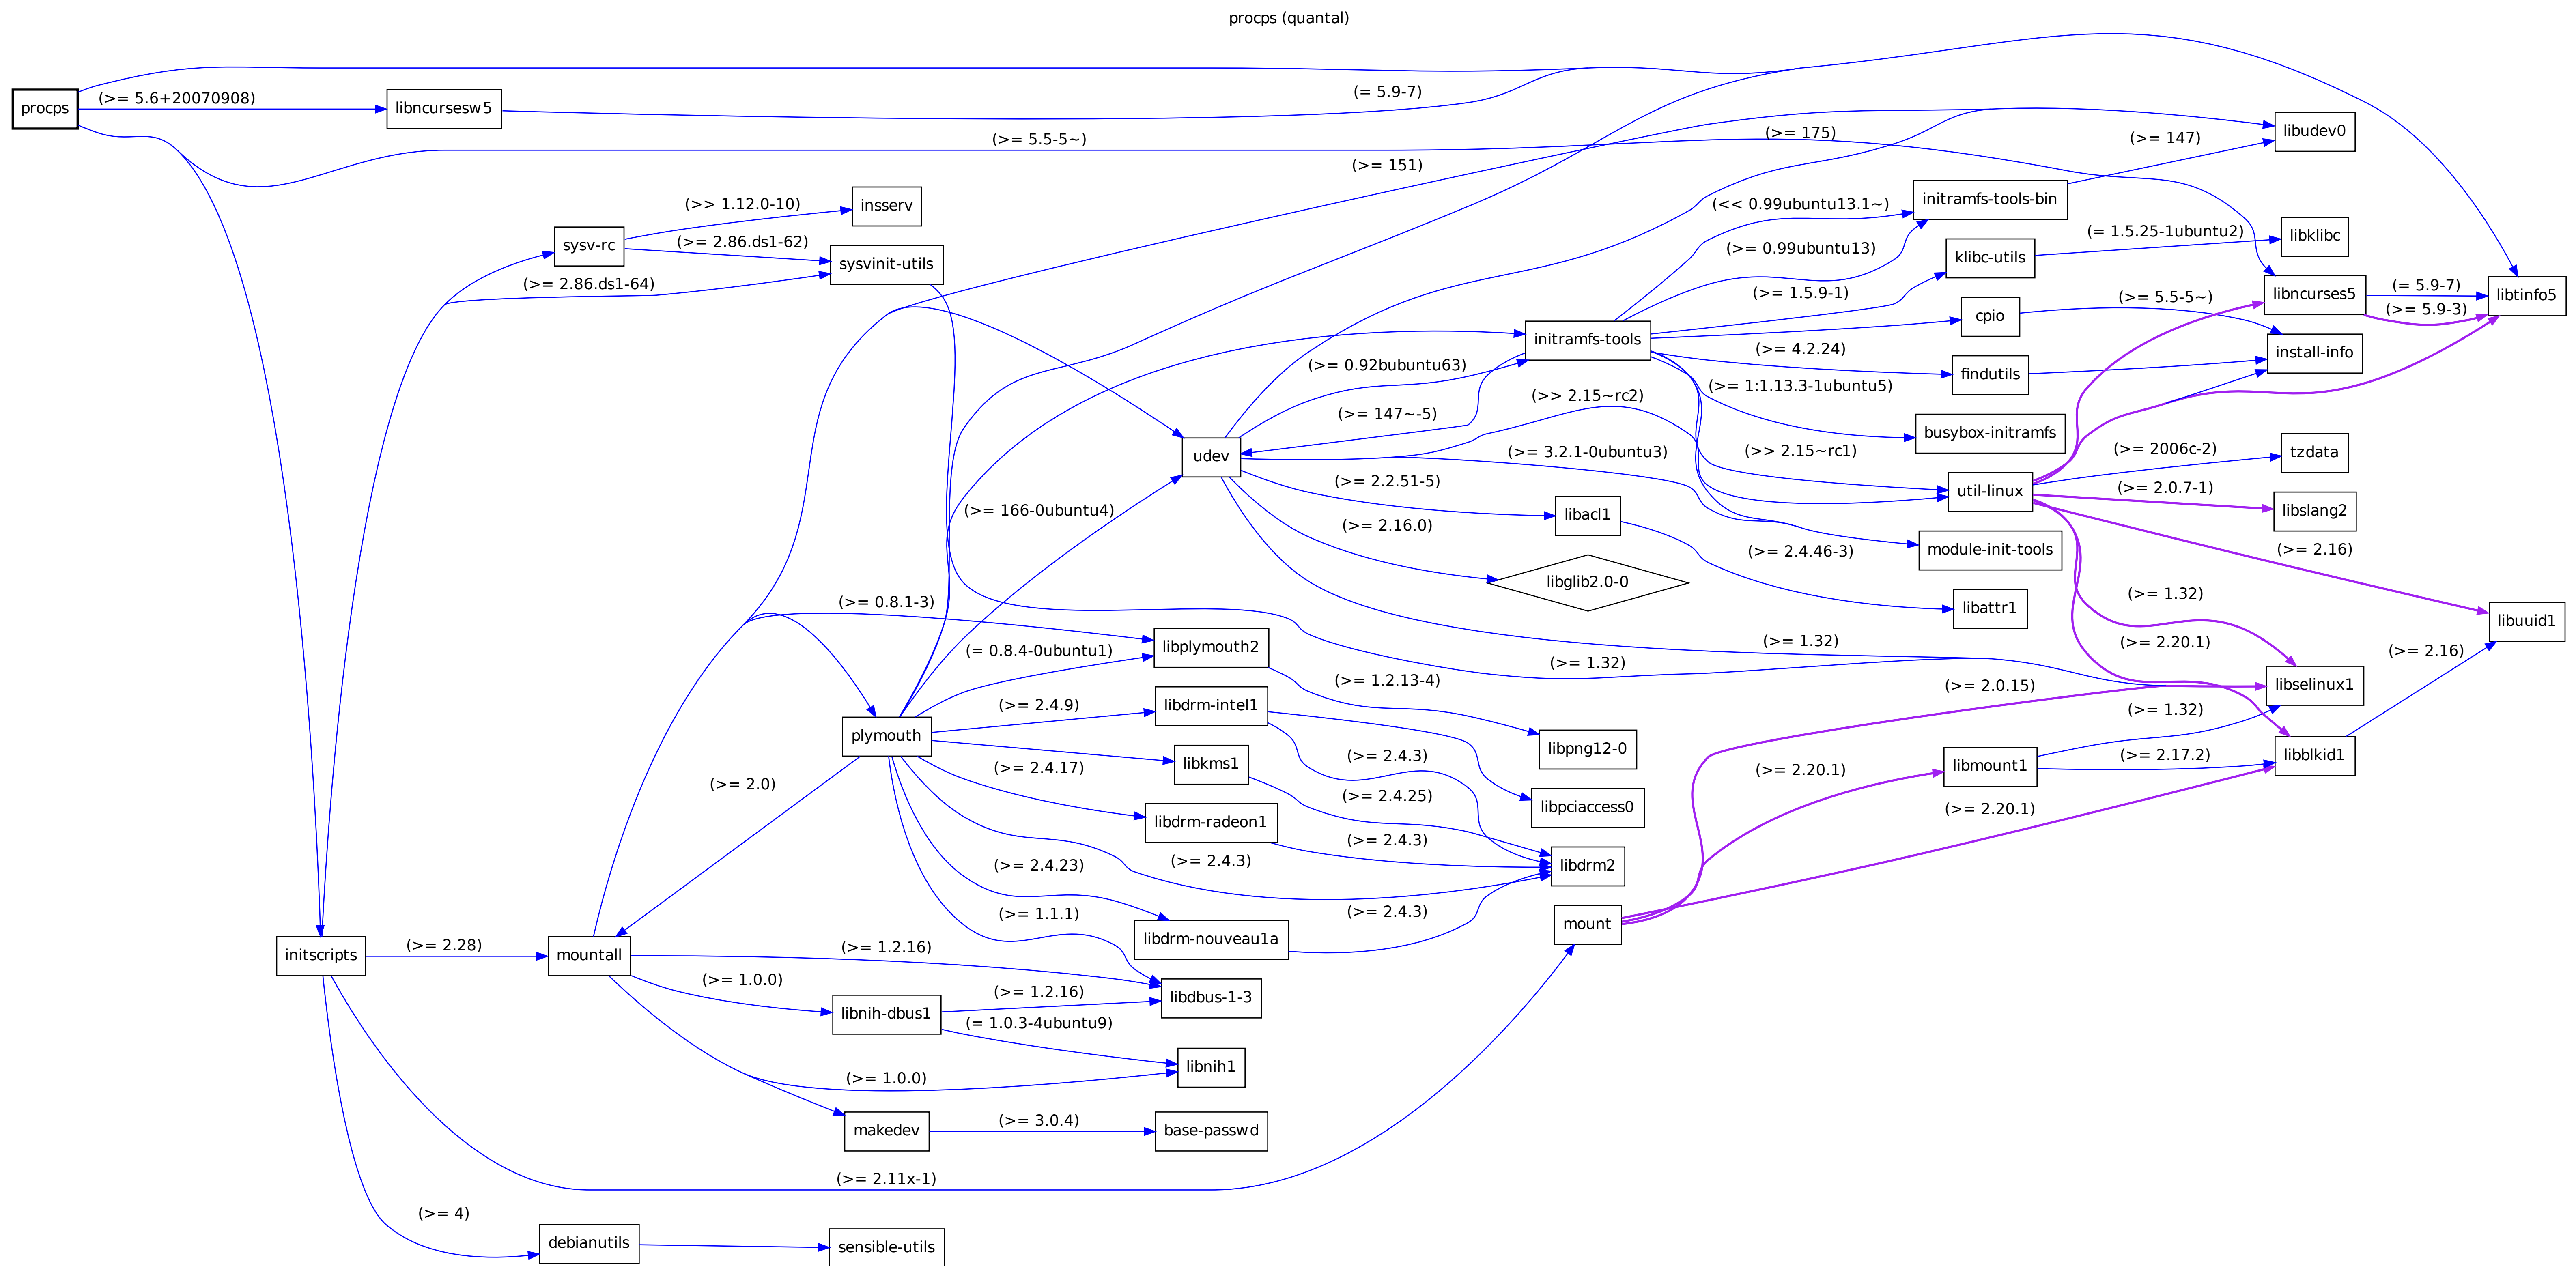 procps (quantal)
procps
(>= 5.6+20070908)
libncursesw5
(= 5.9-7)
(>= 5.5-5~)
(>= 175)
(>= 151)
libudev0
(>= 147)
initramfs-tools-bin
(<< 0.99ubuntu13.1~)
(>= 0.99ubuntu13)
insserv
(>> 1.12.0-10)
sysv-rc
(>= 2.86.ds1-62)
sysvinit-utils
(>= 2.86.ds1-64)
klibc-utils
(= 1.5.25-1ubuntu2)
libklibc
(>= 1.5.9-1)
cpio
(>= 5.5-5~)
libncurses5
(= 5.9-7)
(>= 5.9-3)
libtinfo5
initramfs-tools
(>= 4.2.24)
install-info
findutils
(>= 0.92bubuntu63)
(>= 1:1.13.3-1ubuntu5)
(>> 2.15~rc2)
(>= 147~-5)
busybox-initramfs
udev
(>= 3.2.1-0ubuntu3)
(>> 2.15~rc1)
(>= 2006c-2)
tzdata
(>= 2.2.51-5)
util-linux
(>= 2.0.7-1)
libslang2
(>= 166-0ubuntu4)
libacl1
(>= 2.16.0)
module-init-tools
(>= 2.4.46-3)
(>= 2.16)
libglib2.0-0
libattr1
(>= 1.32)
(>= 0.8.1-3)
libuuid1
(>= 1.32)
(>= 2.20.1)
(>= 2.16)
(= 0.8.4-0ubuntu1)
libplymouth2
(>= 1.32)
(>= 1.2.13-4)
(>= 2.0.15)
libselinux1
(>= 2.4.9)
libdrm-intel1
(>= 1.32)
plymouth
libpng12-0
(>= 2.4.3)
(>= 2.17.2)
libblkid1
libkms1
(>= 2.4.17)
libmount1
(>= 2.20.1)
(>= 2.0)
(>= 2.4.25)
libpciaccess0
(>= 2.20.1)
libdrm-radeon1
(>= 2.4.3)
(>= 2.4.3)
(>= 2.4.23)
libdrm2
(>= 1.1.1)
(>= 2.4.3)
mount
libdrm-nouveau1a
initscripts
(>= 2.28)
mountall
(>= 1.2.16)
(>= 1.0.0)
(>= 1.2.16)
libdbus-1-3
libnih-dbus1
(= 1.0.3-4ubuntu9)
libnih1
(>= 1.0.0)
makedev
(>= 3.0.4)
base-passwd
(>= 2.11x-1)
(>= 4)
debianutils
sensible-utils